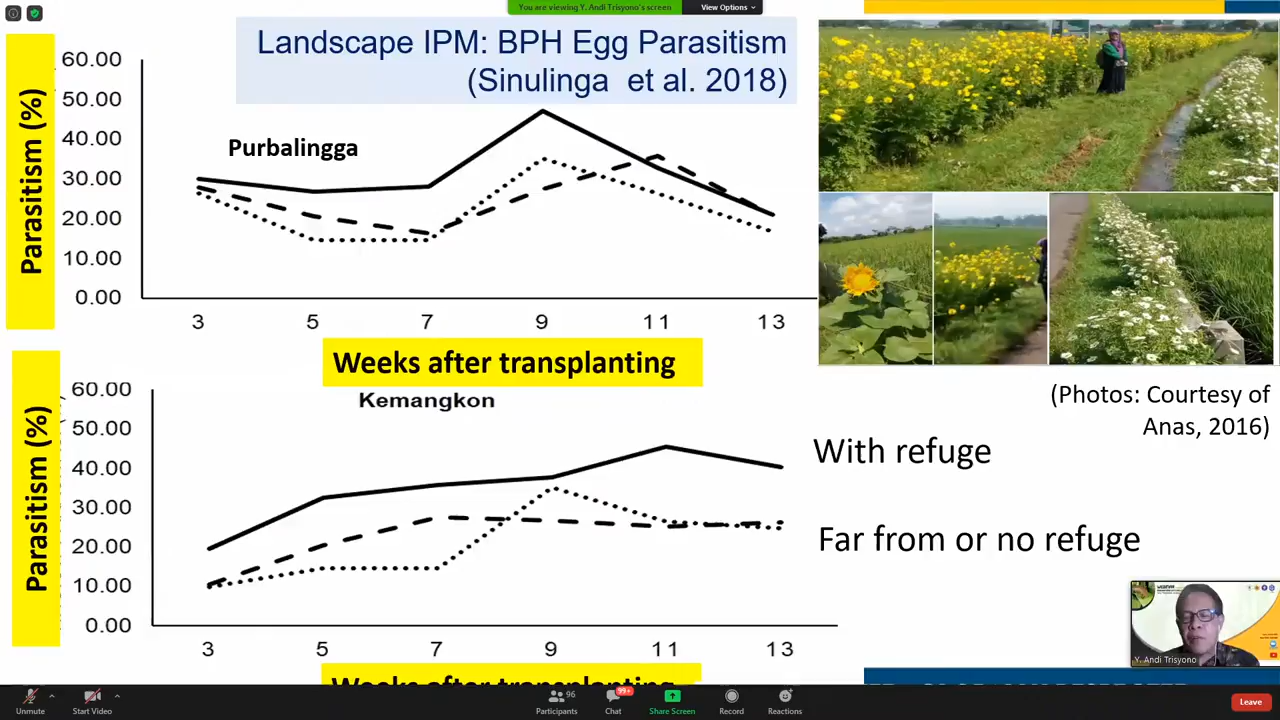 You are viewing Y. Andi Trisyono's screen
View Options
Landscape IPM: BPH Egg Parasitism
(Sinulinga et al. 2018)
Parasitism (%)
60.00
50.00
40.00
30.00
20.00
10.00
0.00
Purbalingga
3 5 7 9 11 13
Weeks after transplanting
Parasitism (%)
60.00
50.00
40.00
30.00
20.00
10.00
0.00
Kemangkon
3 5 7 9 11 13
Weeks after transplanting
(Photos: Courtesy of
Anas, 2016)
With refuge
Far from or no refuge
Y. Andi Trisyono
Unmute
Start Video
96
Participants
99+
Chat
Share Screen
Record
Reactions
Leave